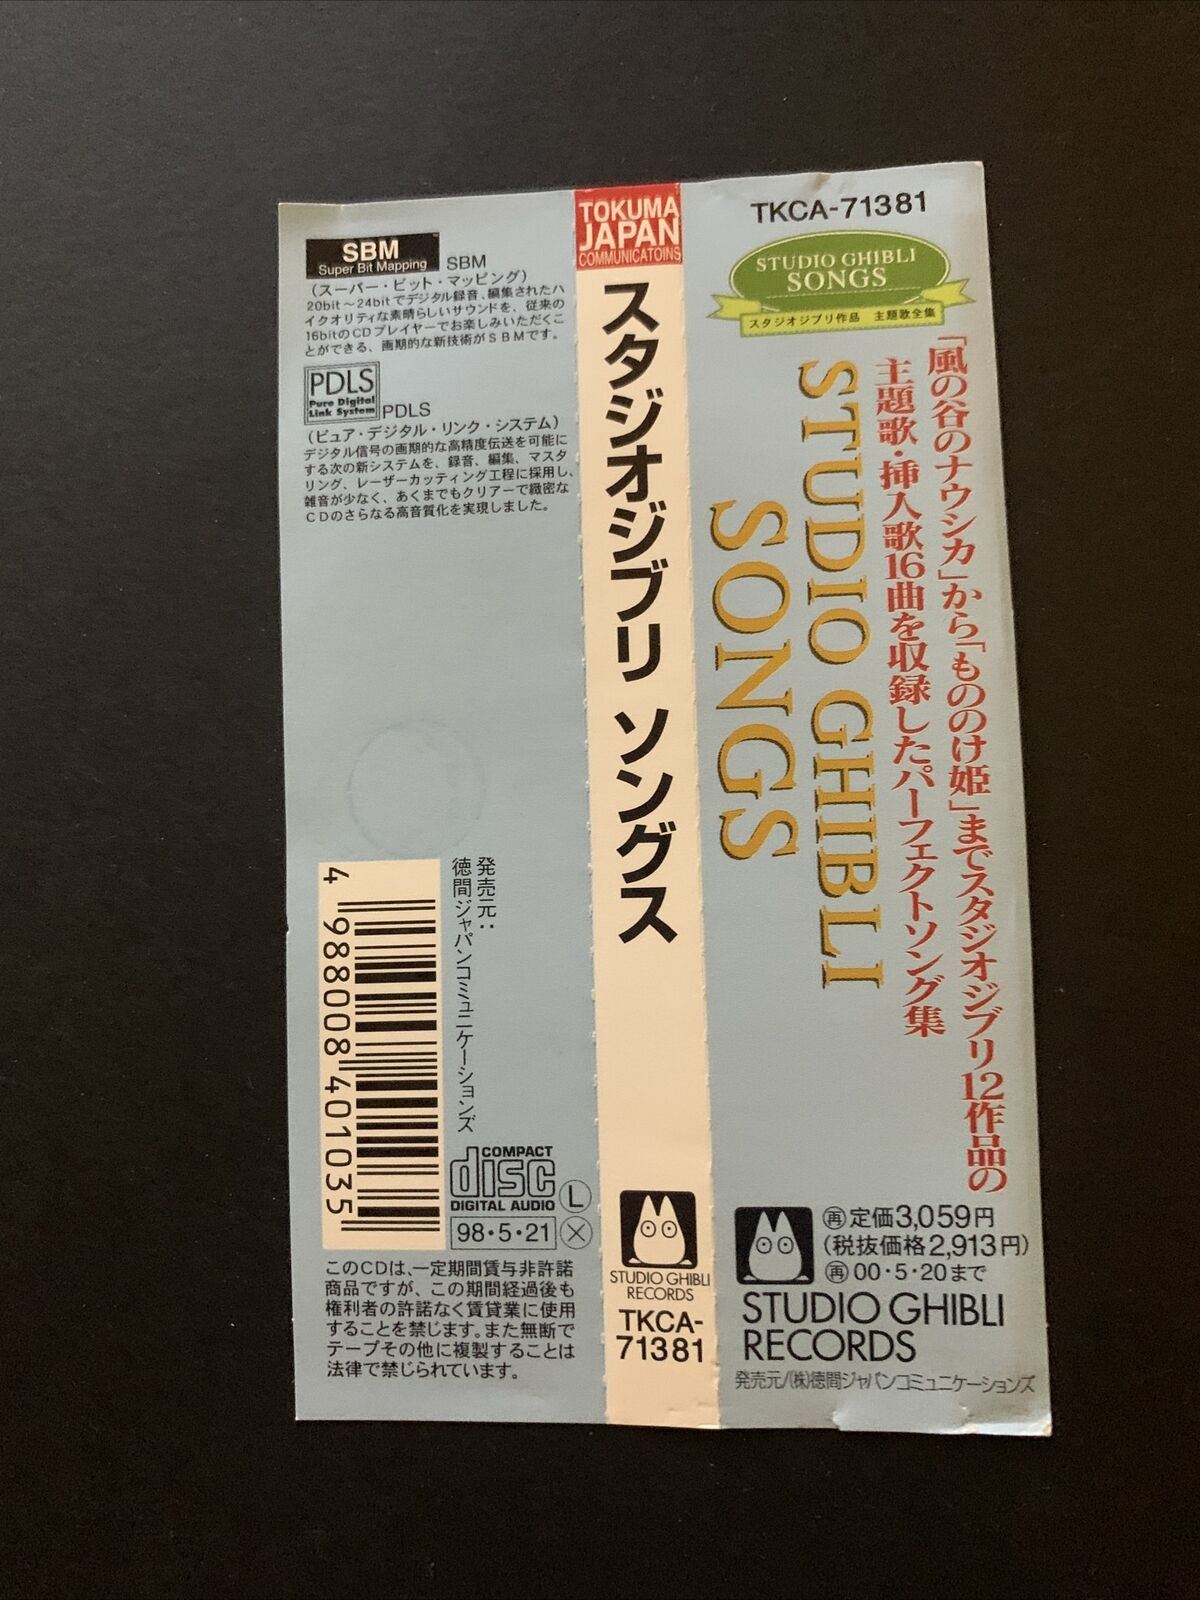 SBM
Super Bit Mapping
SBM
(スーパー・ビット・マッピング)
20bit～24bitでデジタル録音、編集されたハ
イクオリティな素晴らしいサウンドを、従来の
16bitのCDプレイヤーでお楽しみいただくこ
とができる、画期的な新技術がSBMです。
PDLS
Pure Digital
Link System
PDLS
(ピュア・デジタル・リンク・システム)
デジタル信号の画期的な高精度伝送を可能に
する次の新システムを、録音、編集、マスタ
リング、レーザーカッティング工程に採用し、
雑音が少なく、あくまでもクリアーで緻密な
CDのさらなる高音質化を実現しました。
発売元:
徳間ジャパンコミュニケーションズ
4 988008 401035
COMPACT
disc
DIGITAL AUDIO
L
98・5・21
X
このCDは、一定期間賃与非許諾
商品ですが、この期間経過後も
権利者の許諾なく賃貸業に使用
することを禁じます。また無断で
テープその他に複製することは
法律で禁じられています。
TOKUMA
JAPAN
COMMUNICATOINS
スタジオジブリ ソングス
STUDIO GHIBLI
RECORDS
TKCA-
71381
TKCA-71381
STUDIO GHIBLI
SONGS
スタジオジブリ作品 主題歌全集
「風の谷のナウシカ」から「もののけ姫」までスタジオジブリ12作品の
主題歌・挿入歌16曲を収録したパーフェクトソング集
STUDIO GHIBLI
SONGS
再定価3,059円
(税抜価格2,913円)
再00・5・20まで
STUDIO GHIBLI
RECORDS
発売元/(株)徳間ジャパンコミュニケーションズ